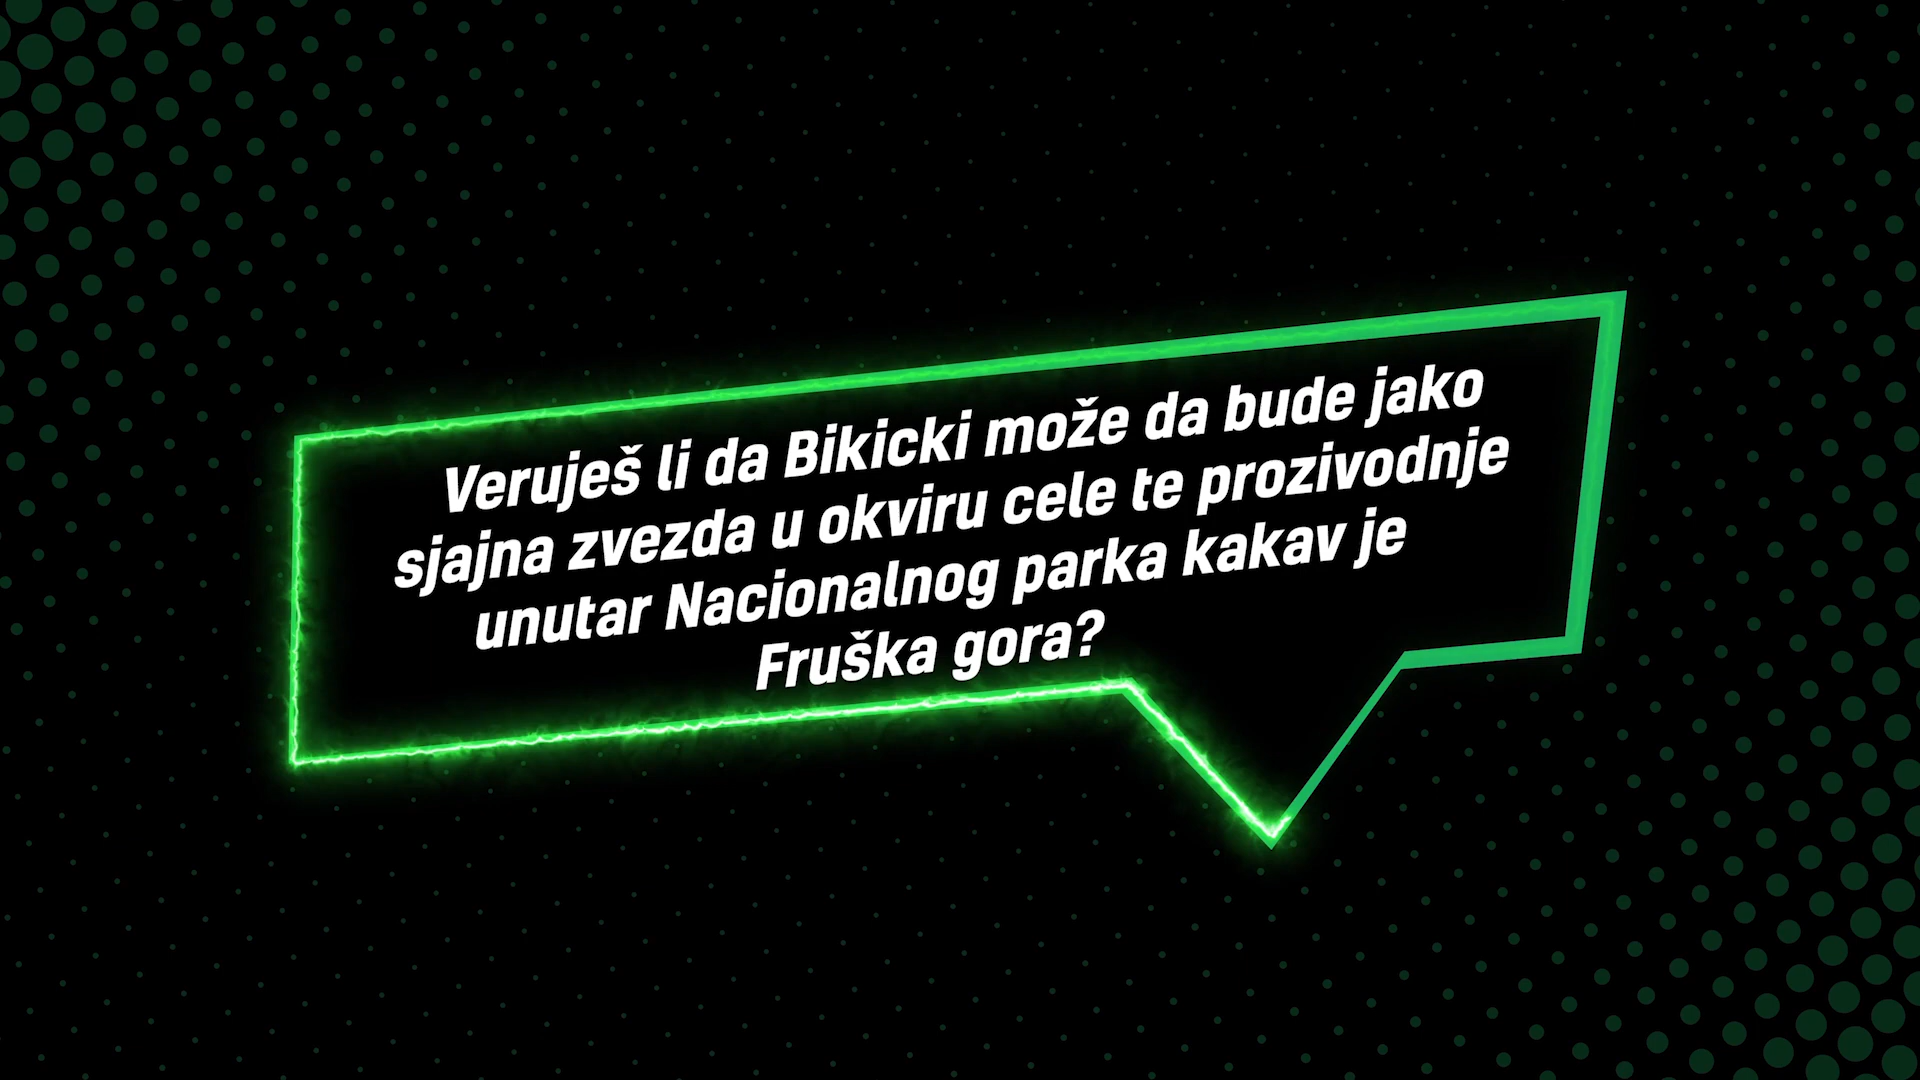 Veruješ li da Bikicki može da bude jako
sjajna zvezda u okviru cele te prozivodnje
unutar Nacionalnog parka kakav je
Fruška gora?